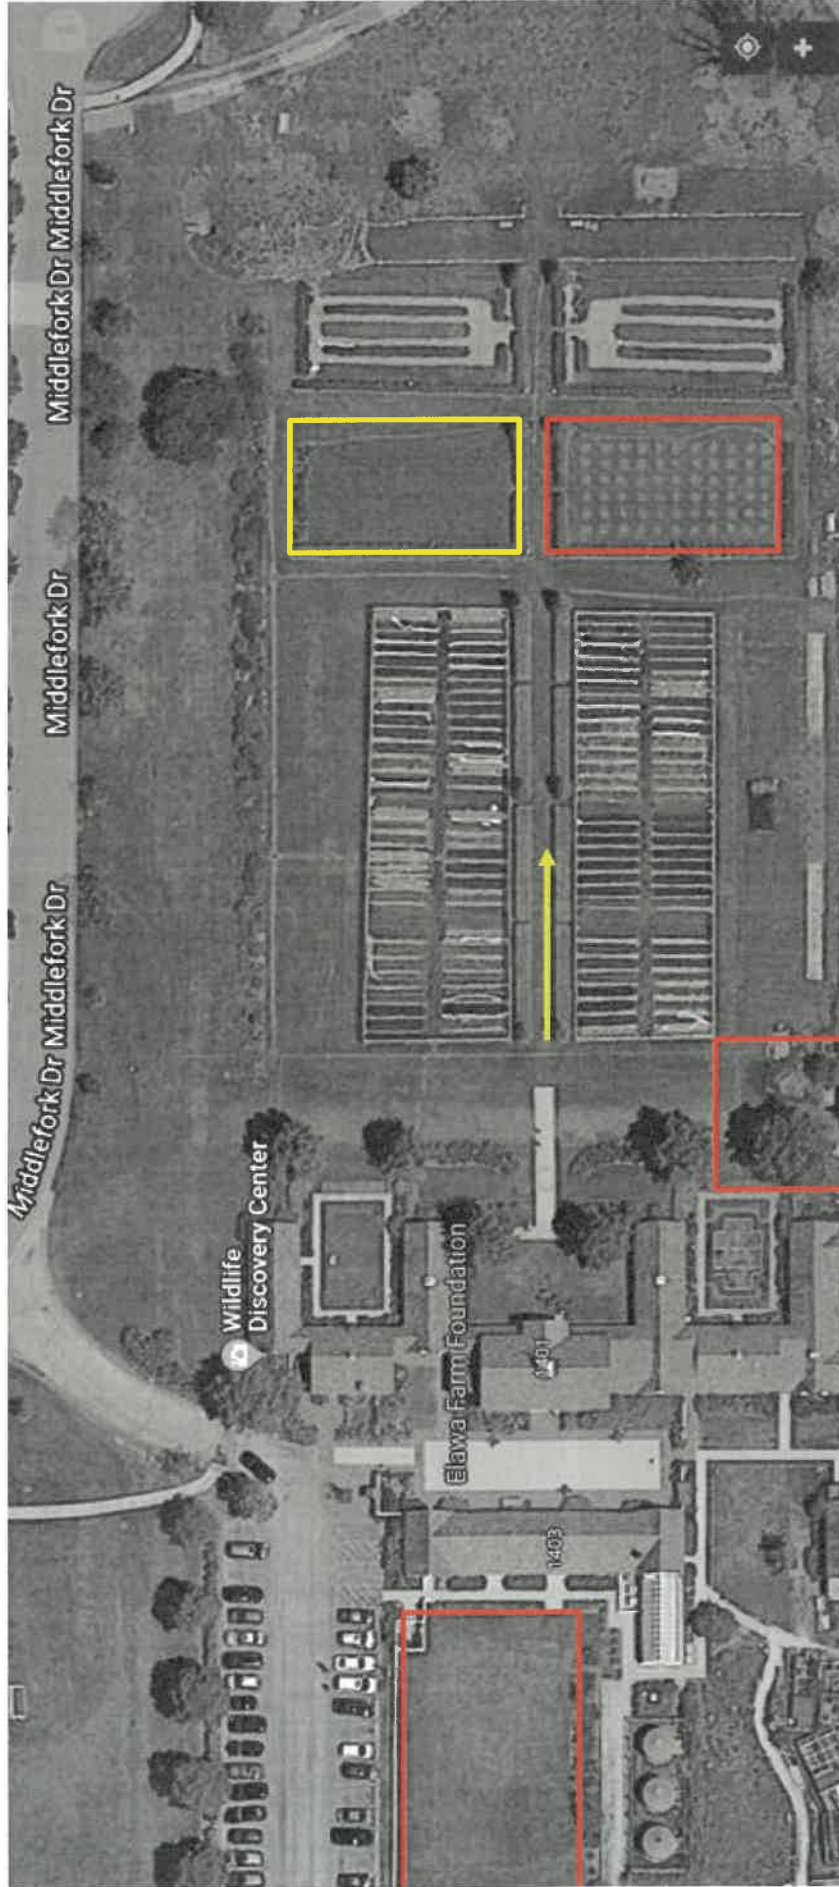 Middlefork Dr Middlefork Dr
Middlefork Dr
Middlefork Dr Middlefork Dr
Wildlife
Discovery Center
Elawa Farm Foundation
1401
1403